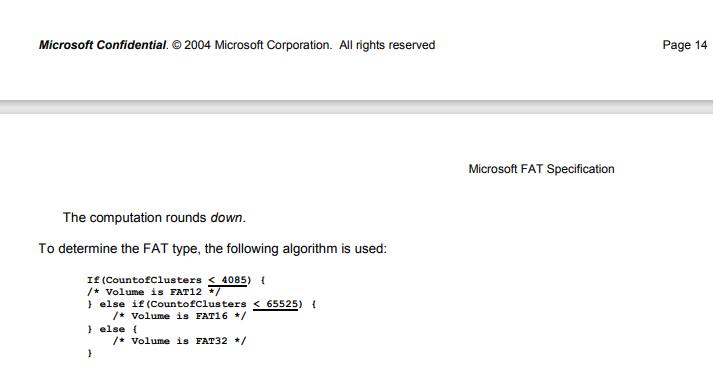 Microsoft Confidential. © 2004 Microsoft Corporation. All rights reserved
Page 14
Microsoft FAT Specification
The computation rounds down.
To determine the FAT type, the following algorithm is used:
If(CountofClusters < 4085) {
/* Volume is FAT12 */
} else if(CountofClusters < 65525) {
/* Volume is FAT16 */
} else {
/* Volume is FAT32 */
}